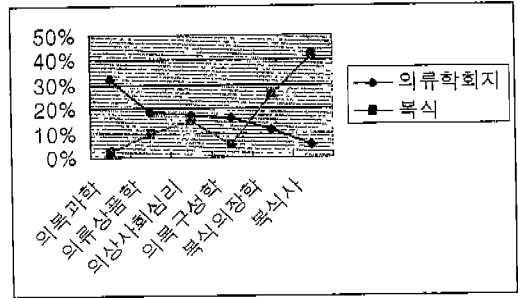 50%
40%
30%
20%
10%
0%
의복과학
의류상품학
의상사회심리
의복구성학
복식의장학
복식사
의류학회지
복식